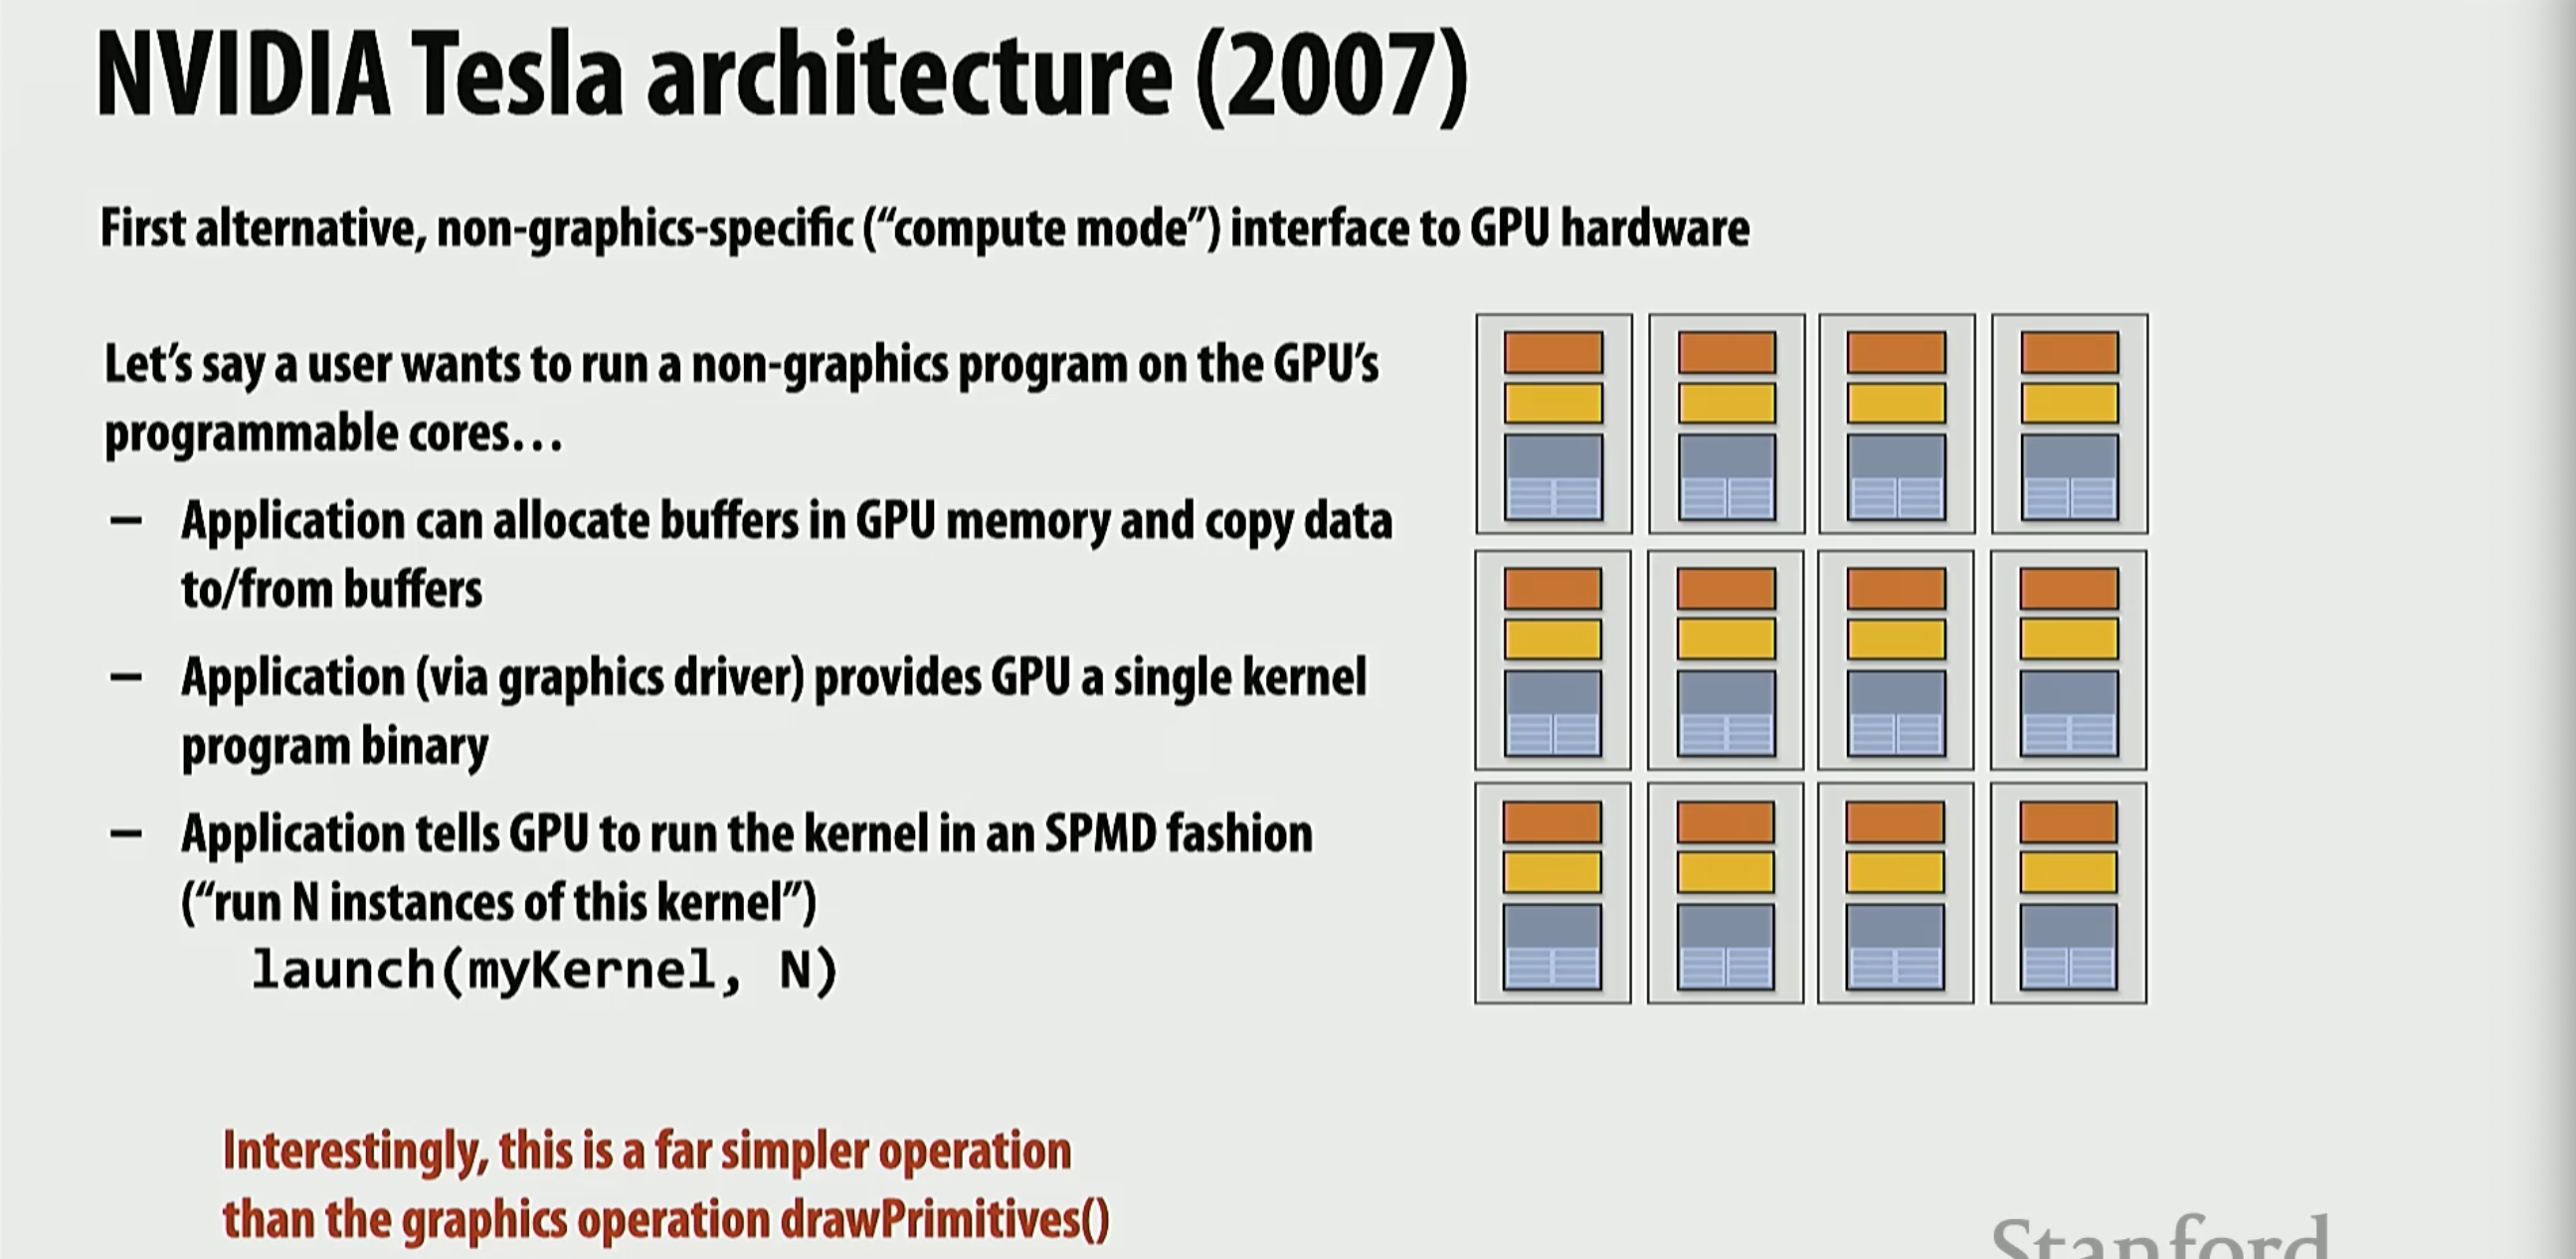 NVIDIA Tesla architecture (2007)
First alternative, non-graphics-specific (“compute mode”) interface to GPU hardware
Let’s say a user wants to run a non-graphics program on the GPU’s
programmable cores…
– Application can allocate buffers in GPU memory and copy data
to/from buffers
– Application (via graphics driver) provides GPU a single kernel
program binary
– Application tells GPU to run the kernel in an SPMD fashion
(“run N instances of this kernel”)
launch(myKernel, N)
Interestingly, this is a far simpler operation
than the graphics operation drawPrimitives()
Stanford